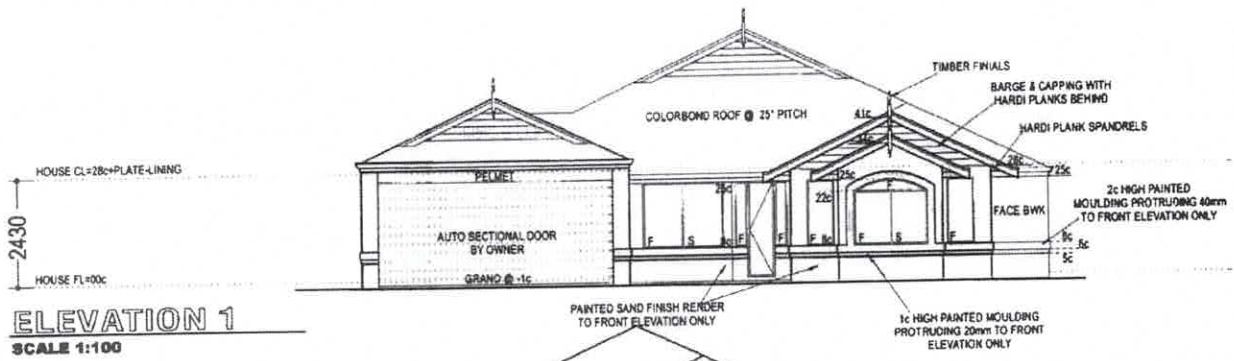 TIMBER FINIALS
BARGE & CAPPING WITH
HARDI PLANKS BEHIND
COLORBOND ROOF @ 25° PITCH
41c
HARDI PLANK SPANDRELS
HOUSE CL=28c+PLATE-LINING
28c
25c
PELMET
25c
25c
2c HIGH PAINTED
MOULDING PROTRUDING 40mm
TO FRONT ELEVATION ONLY
22c
F
FACE BWK
2430
AUTO SECTIONAL DOOR
BY OWNER
F S F F F S F
8c
6c
5c
GRANO @ -1c
HOUSE FL=00c
PAINTED SAND FINISH RENDER
TO FRONT ELEVATION ONLY
1c HIGH PAINTED MOULDING
PROTRUDING 20mm TO FRONT
ELEVATION ONLY
ELEVATION 1
SCALE 1:100